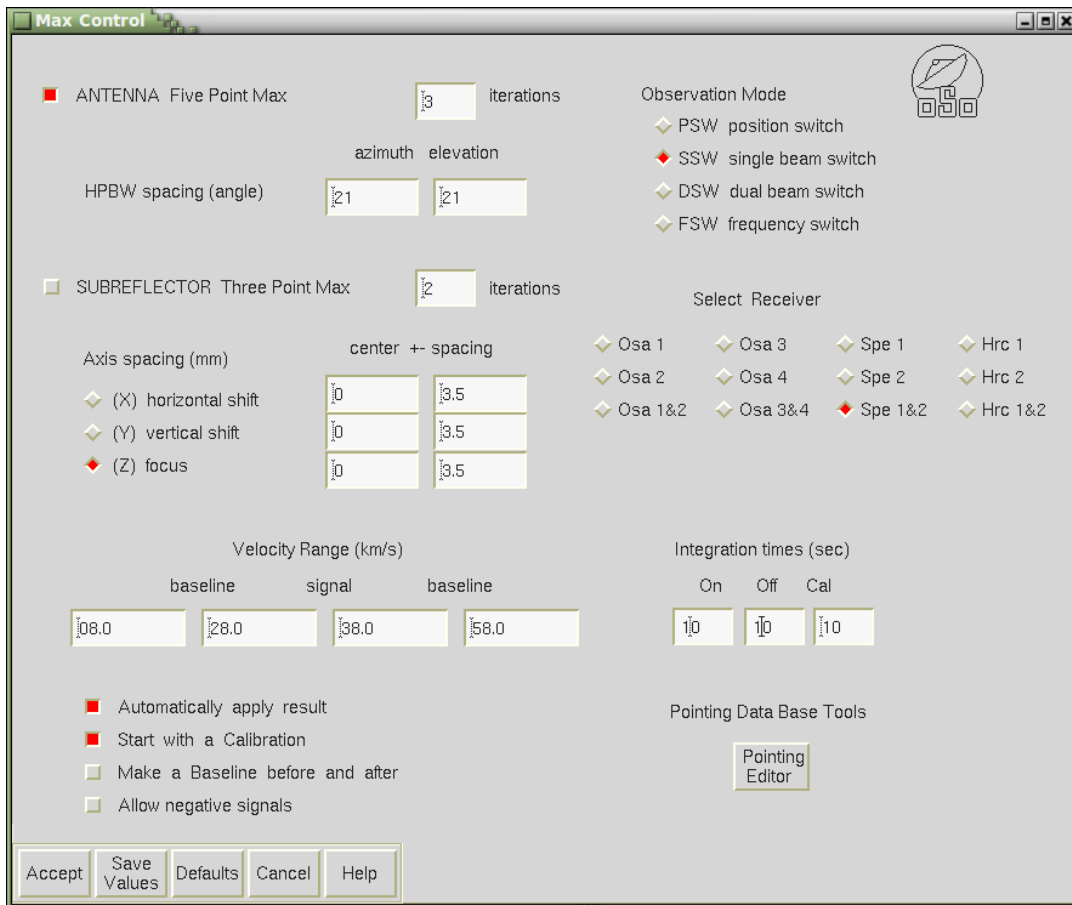 Max Control
ANTENNA Five Point Max 3 iterations
azimuth elevation
HPBW spacing (angle) 21 21
Observation Mode
PSW position switch
SSW single beam switch
DSW dual beam switch
FSW frequency switch
OSO
SUBREFLECTOR Three Point Max 2 iterations
Axis spacing (mm) center +- spacing
(X) horizontal shift 0 3.5
(Y) vertical shift 0 3.5
(Z) focus 0 3.5
Select Receiver
Osa 1 Osa 3 Spe 1 Hrc 1
Osa 2 Osa 4 Spe 2 Hrc 2
Osa 1&2 Osa 3&4 Spe 1&2 Hrc 1&2
Velocity Range (km/s)
baseline signal baseline
08.0 28.0 38.0 58.0
Integration times (sec)
On Off Cal
10 10 10
Automatically apply result
Start with a Calibration
Make a Baseline before and after
Allow negative signals
Pointing Data Base Tools
Pointing
Editor
Accept
Save
Values
Defaults
Cancel
Help